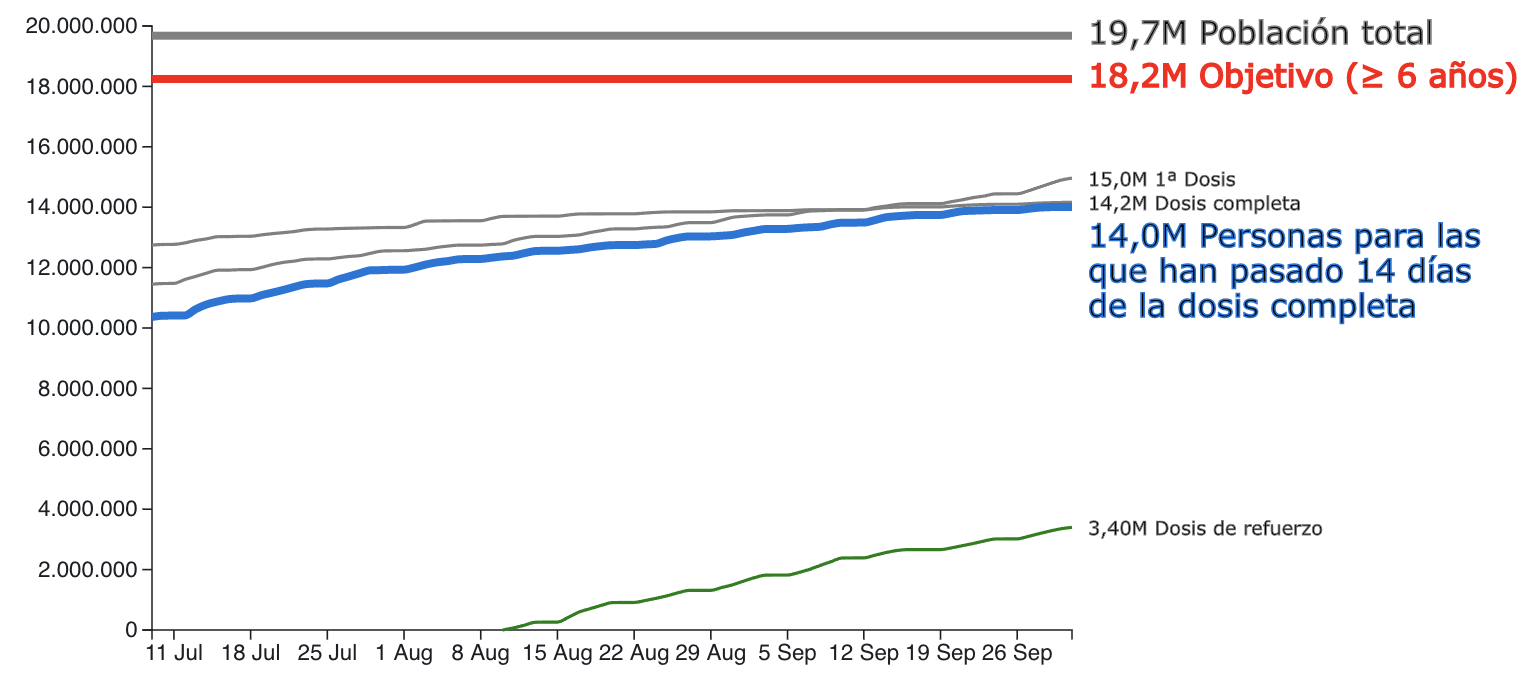 20.000.000
18.000.000
16.000.000
14.000.000
12.000.000
10.000.000
8.000.000
6.000.000
4.000.000
2.000.000
0
11 Jul 18 Jul 25 Jul 1 Aug 8 Aug 15 Aug 22 Aug 29 Aug 5 Sep 12 Sep 19 Sep 26 Sep
19,7M Población total
18,2M Objetivo (≥ 6 años)
15,0M 1ª Dosis
14,2M Dosis completa
14,0M Personas para las
que han pasado 14 días
de la dosis completa
3,40M Dosis de refuerzo